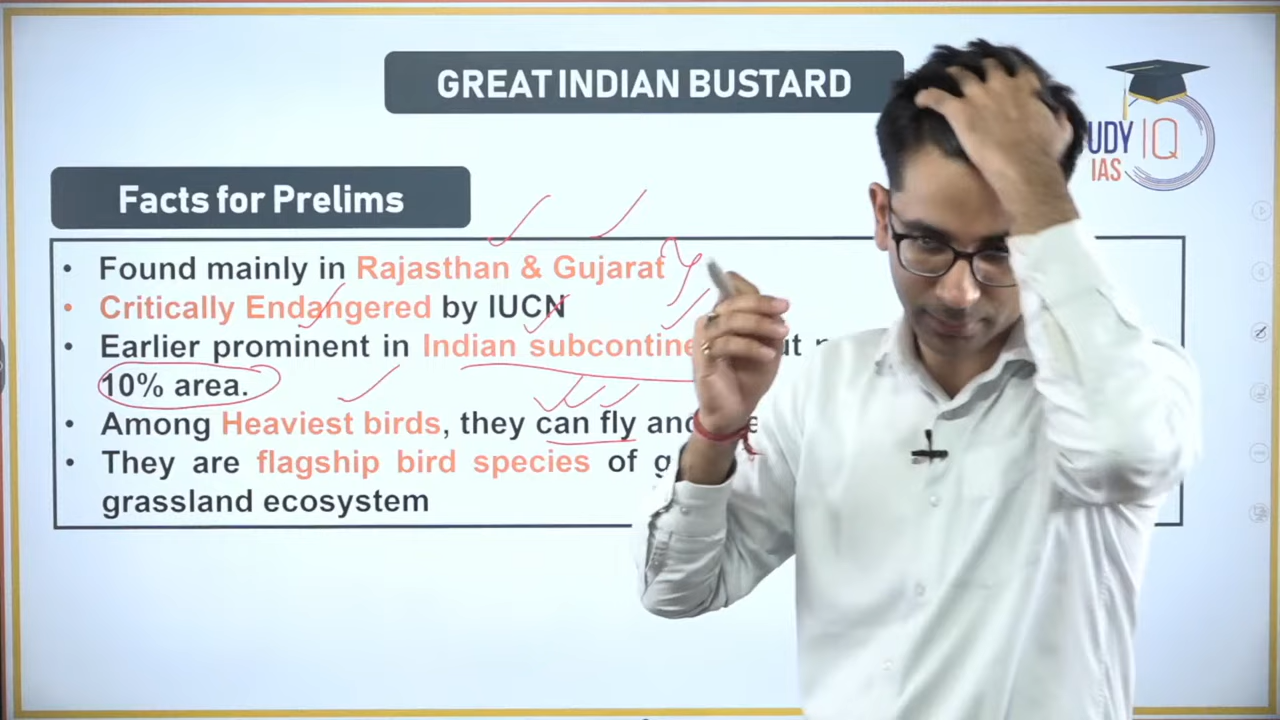 GREAT INDIAN BUSTARD
UDY IQ
IAS
Facts for Prelims
• Found mainly in Rajasthan & Gujarat
• Critically Endangered by IUCN
• Earlier prominent in Indian subcontine
10% area.
• Among Heaviest birds, they can fly and
• They are flagship bird species of
grassland ecosystem